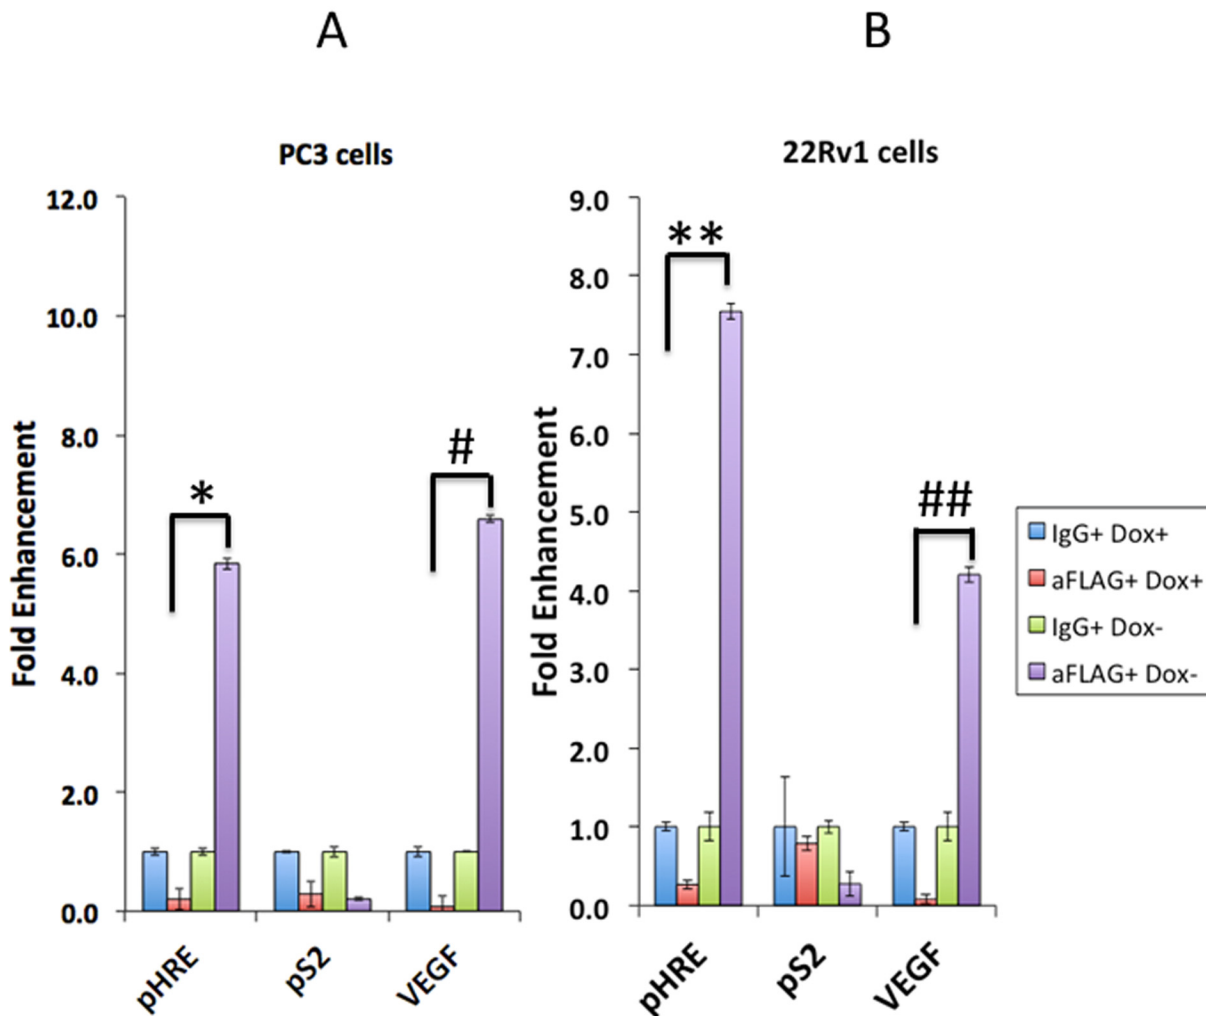 A
B
PC3 cells
22Rv1 cells
12.0
10.0
8.0
6.0
4.0
2.0
0.0
Fold Enhancement
*
#
pHRE
pS2
VEGF
9.0
8.0
7.0
6.0
5.0
4.0
3.0
2.0
1.0
0.0
Fold Enhancement
**
##
pHRE
pS2
VEGF
IgG+ Dox+
aFLAG+ Dox+
IgG+ Dox-
aFLAG+ Dox-